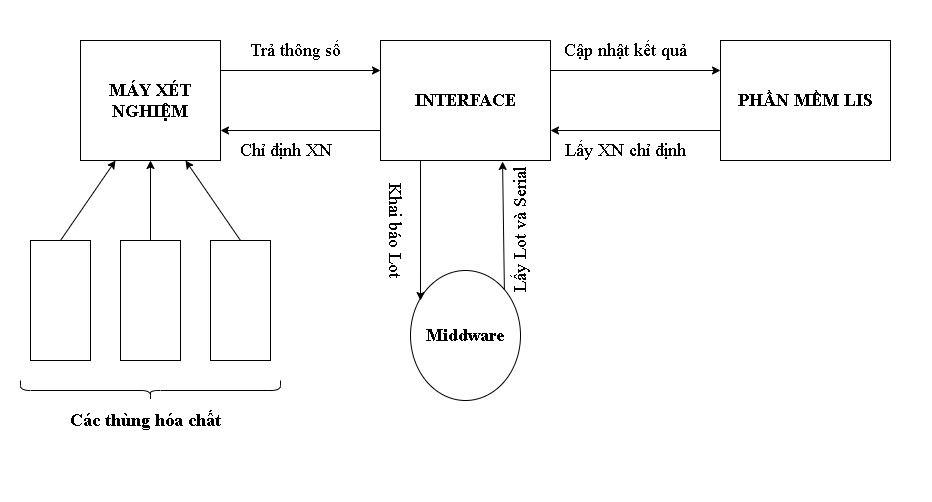 Trả thông số
Cập nhật kết quả
MÁY XÉT
NGHIỆM
INTERFACE
PHẦN MỀM LIS
Chỉ định XN
Lấy XN chỉ định
Khai báo Lot
Lấy Lot và Serial
Middware
Các thùng hóa chất